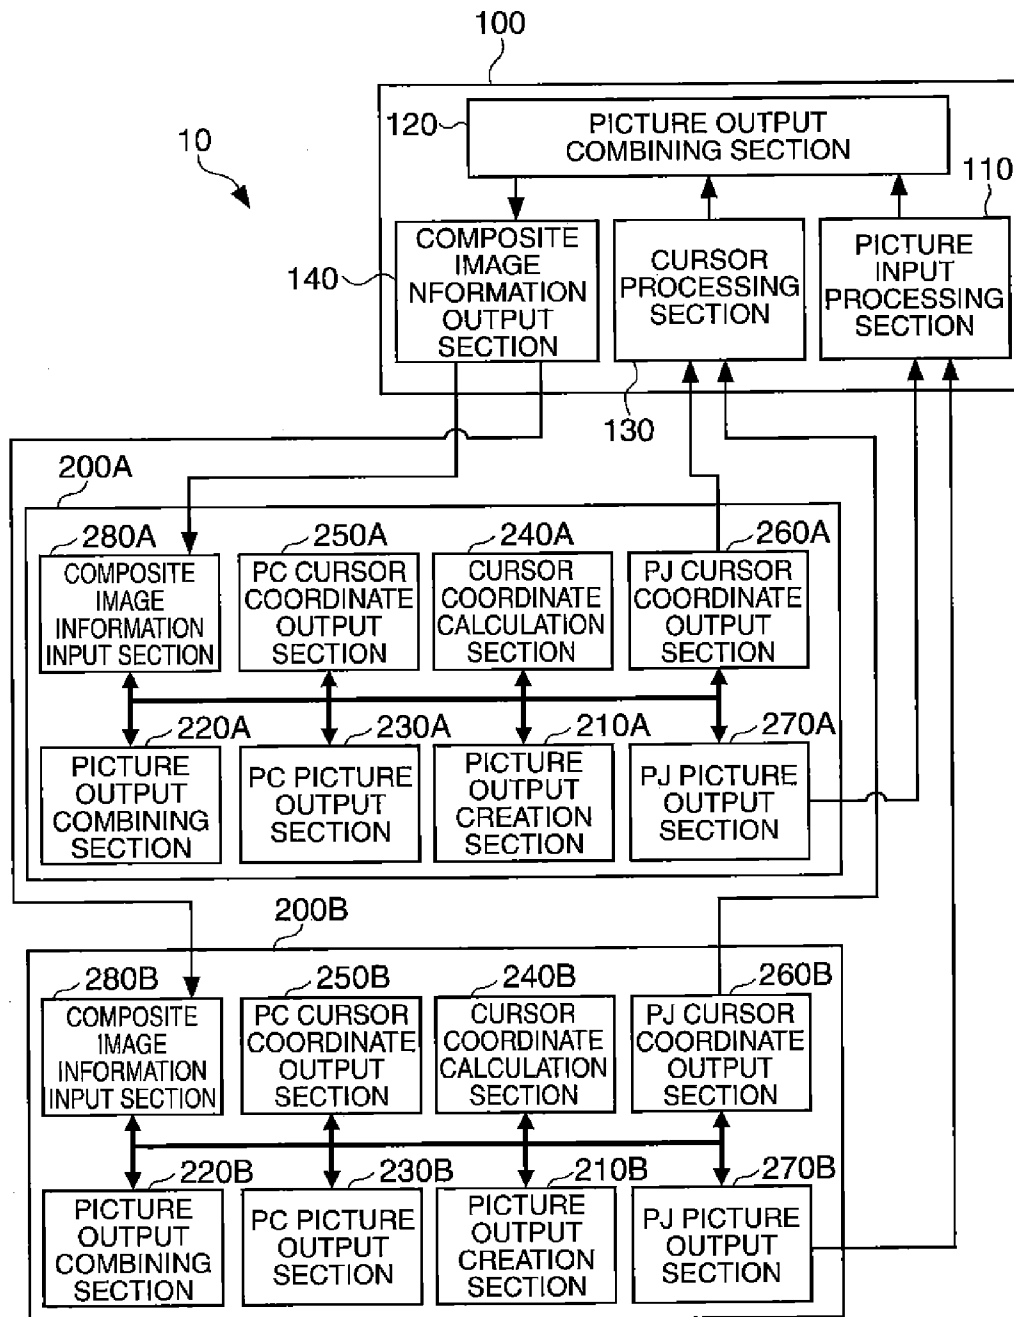 100
10
120
PICTURE OUTPUT
COMBINING SECTION
110
140
COMPOSITE
IMAGE
NFORMATION
OUTPUT
SECTION
CURSOR
PROCESSING
SECTION
PICTURE
INPUT
PROCESSING
SECTION
130
200A
280A
COMPOSITE
IMAGE
INFORMATION
INPUT SECTION
250A
PC CURSOR
COORDINATE
OUTPUT
SECTION
240A
CURSOR
COORDINATE
CALCULATION
SECTION
260A
PJ CURSOR
COORDINATE
OUTPUT
SECTION
220A
PICTURE
OUTPUT
COMBINING
SECTION
230A
PC PICTURE
OUTPUT
SECTION
210A
PICTURE
OUTPUT
CREATION
SECTION
270A
PJ PICTURE
OUTPUT
SECTION
200B
280B
COMPOSITE
IMAGE
INFORMATION
INPUT SECTION
250B
PC CURSOR
COORDINATE
OUTPUT
SECTION
240B
CURSOR
COORDINATE
CALCULATION
SECTION
260B
PJ CURSOR
COORDINATE
OUTPUT
SECTION
220B
PICTURE
OUTPUT
COMBINING
SECTION
230B
PC PICTURE
OUTPUT
SECTION
210B
PICTURE
OUTPUT
CREATION
SECTION
270B
PJ PICTURE
OUTPUT
SECTION